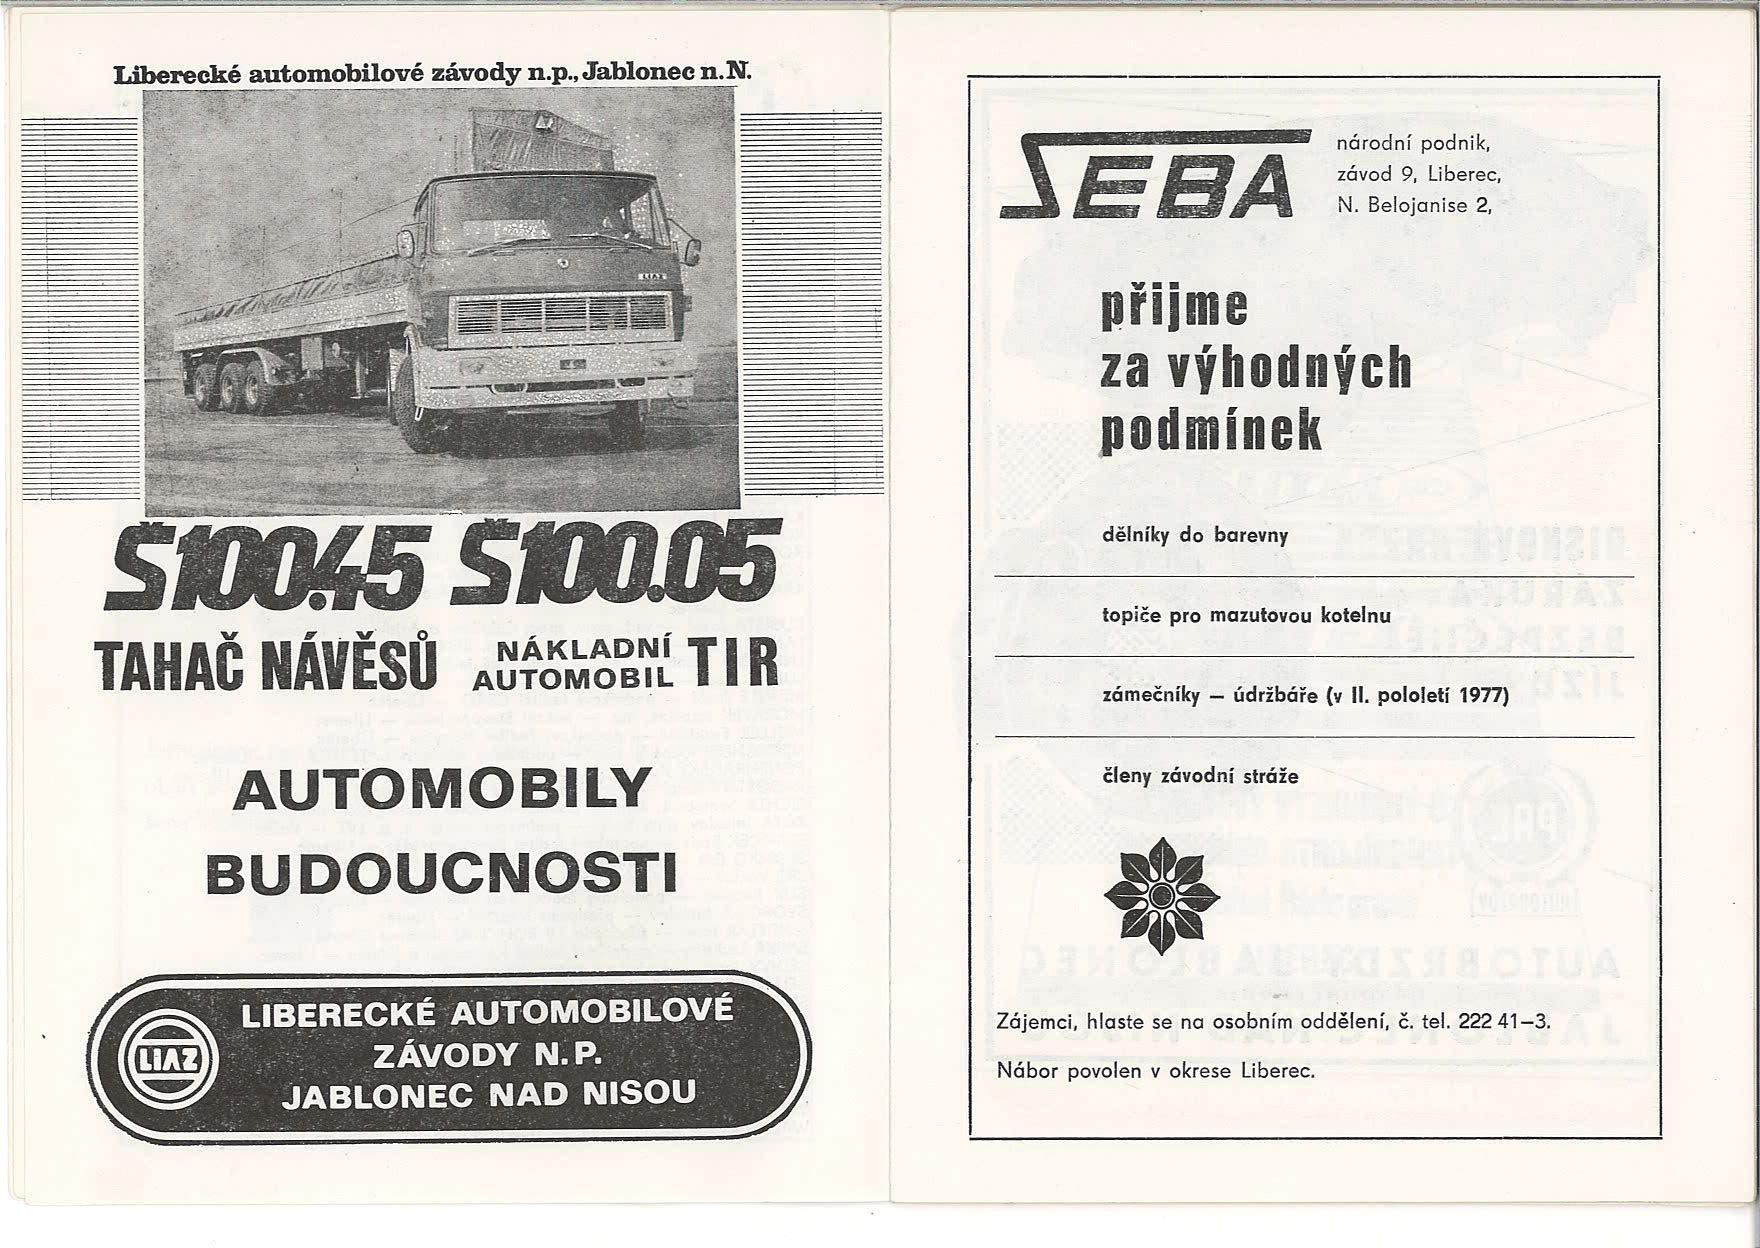 Liberecké automobilové závody n.p., Jablonec n.N.
LIAZ
Š100.45 Š100.05
TAHAČ NÁVĚSŮ NÁKLADNÍ AUTOMOBIL TIR
AUTOMOBILY
BUDOUCNOSTI
LIAZ
LIBERECKÉ AUTOMOBILOVÉ
ZÁVODY N.P.
JABLONEC NAD NISOU
SEBA
národní podnik,
závod 9, Liberec,
N. Belojanise 2,
přijme
za výhodných
podmínek
dělníky do barevny
topiče pro mazutovou kotelnu
zámečníky – údržbáře (v II. pololetí 1977)
členy závodní stráže
Zájemci, hlaste se na osobním oddělení, č. tel. 222 41–3.
Nábor povolen v okrese Liberec.